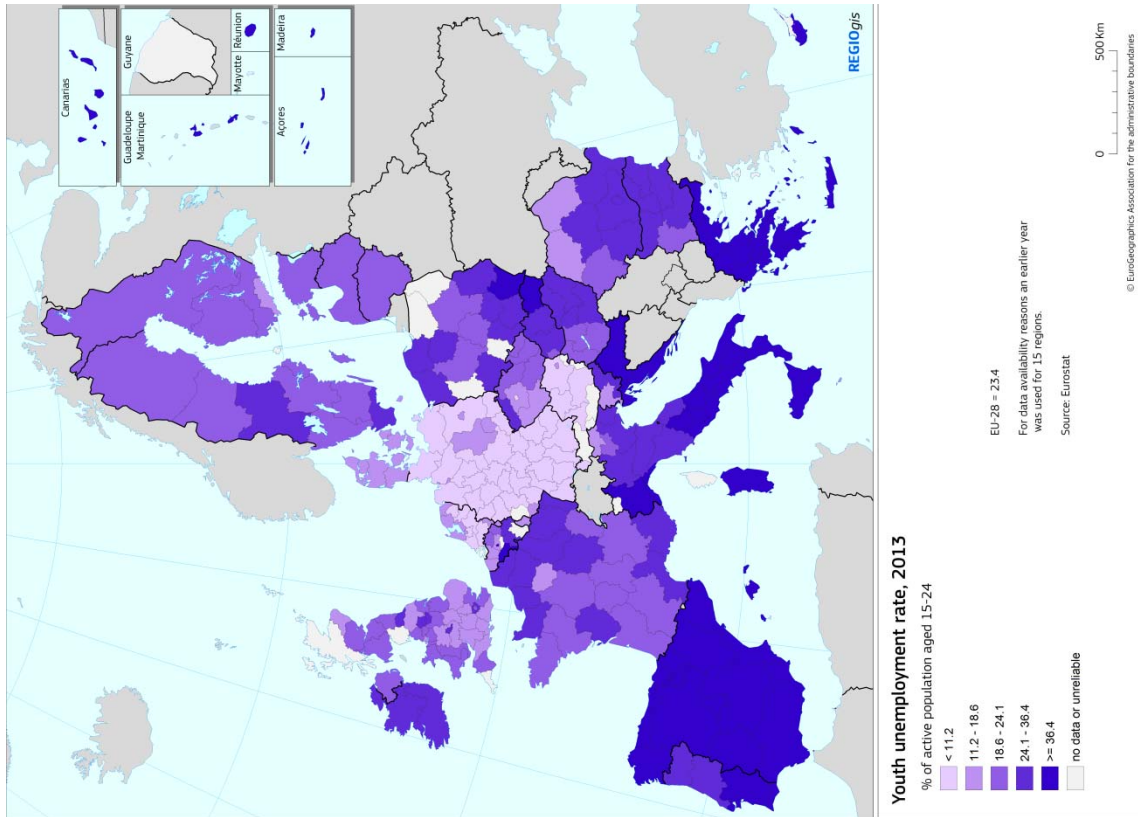 Canarias
Guadeloupe
Martinique
Guyane
Mayotte
Réunion
Açores
Madeira
REGIOgis
Youth unemployment rate, 2013
% of active population aged 15-24
< 11.2
11.2 - 18.6
18.6 - 24.1
24.1 - 36.4
>= 36.4
no data or unreliable
EU-28 = 23.4
For data availability reasons an earlier year
was used for 15 regions.
Source: Eurostat
0 500 Km
© EuroGeographics Association for the administrative boundaries